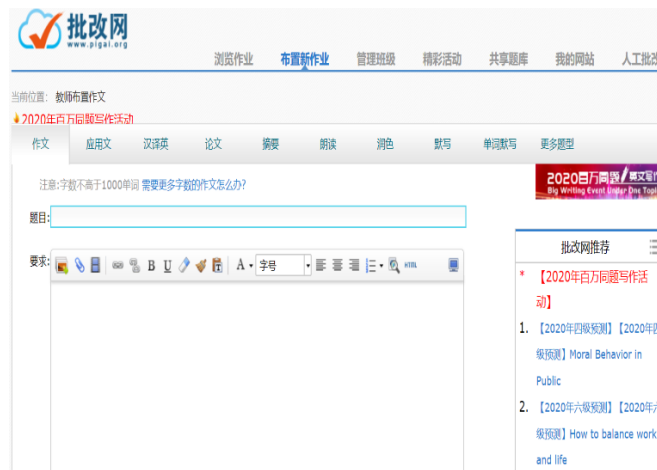 批改网
www.pigai.org
浏览作业 布置新作业 管理班级 精彩活动 共享题库 我的网站 人工批改
当前位置: 教师布置作文
2020年百万同题写作活动
作文 应用文 汉译英 论文 摘要 朗读 润色 默写 单词默写 更多题型
注意:字数不高于1000单词 需要更多字数的作文怎么办?
2020百万同题/英文写作
Big Writing Event Under One Topic
题目:
批改网推荐
要求:
B U A 字号 HTML
* 【2020年百万同题写作活
动】
1. 【2020年四级预测】【2020年四
级预测】Moral Behavior in
Public
2. 【2020年六级预测】【2020年六
级预测】How to balance work
and life